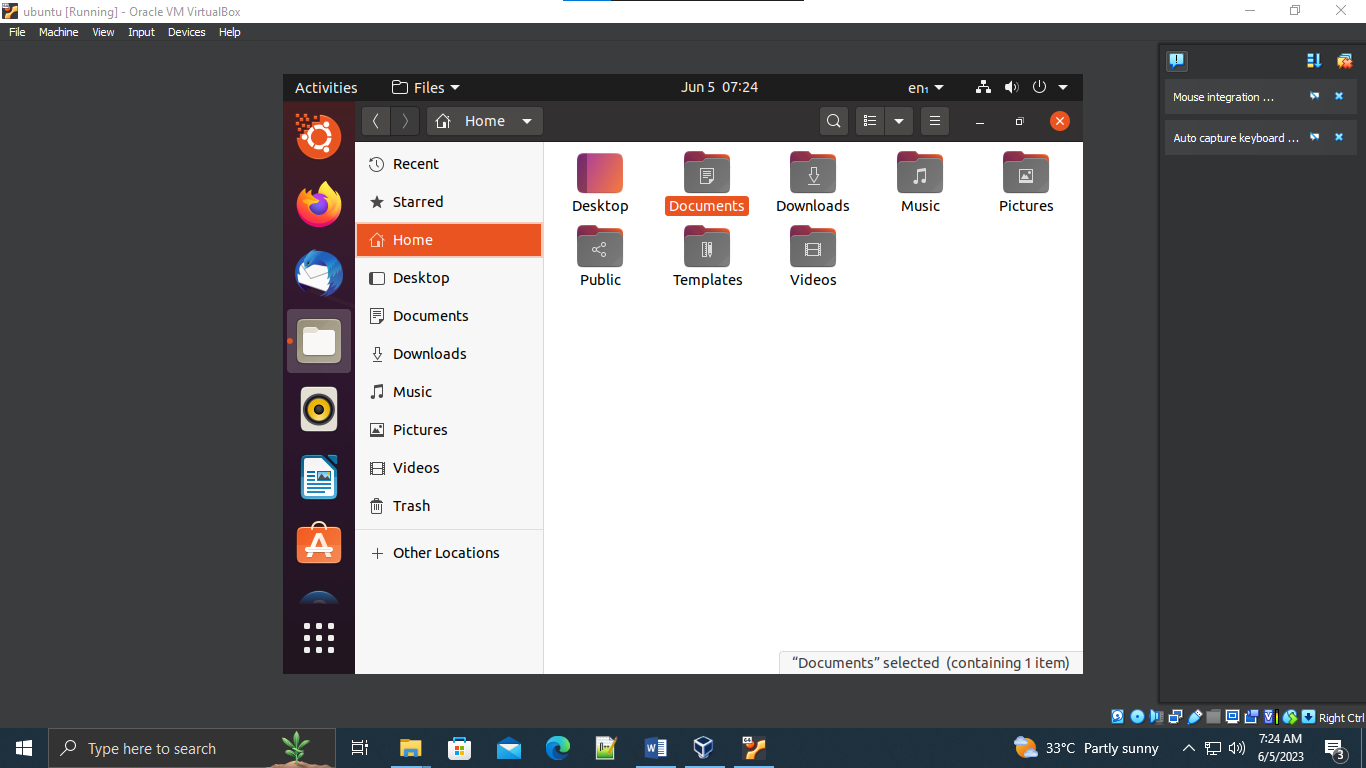 ubuntu [Running] - Oracle VM VirtualBox
File Machine View Input Devices Help
Mouse integration ...
Auto capture keyboard ...
Activities Files Jun 5 07:24 en₁
Home
Recent
Starred
Home
Desktop
Documents
Downloads
Music
Pictures
Videos
Trash
Other Locations
Desktop Documents Downloads Music Pictures
Public Templates Videos
“Documents” selected (containing 1 item)
Right Ctrl
Type here to search
33°C Partly sunny
7:24 AM
6/5/2023
3